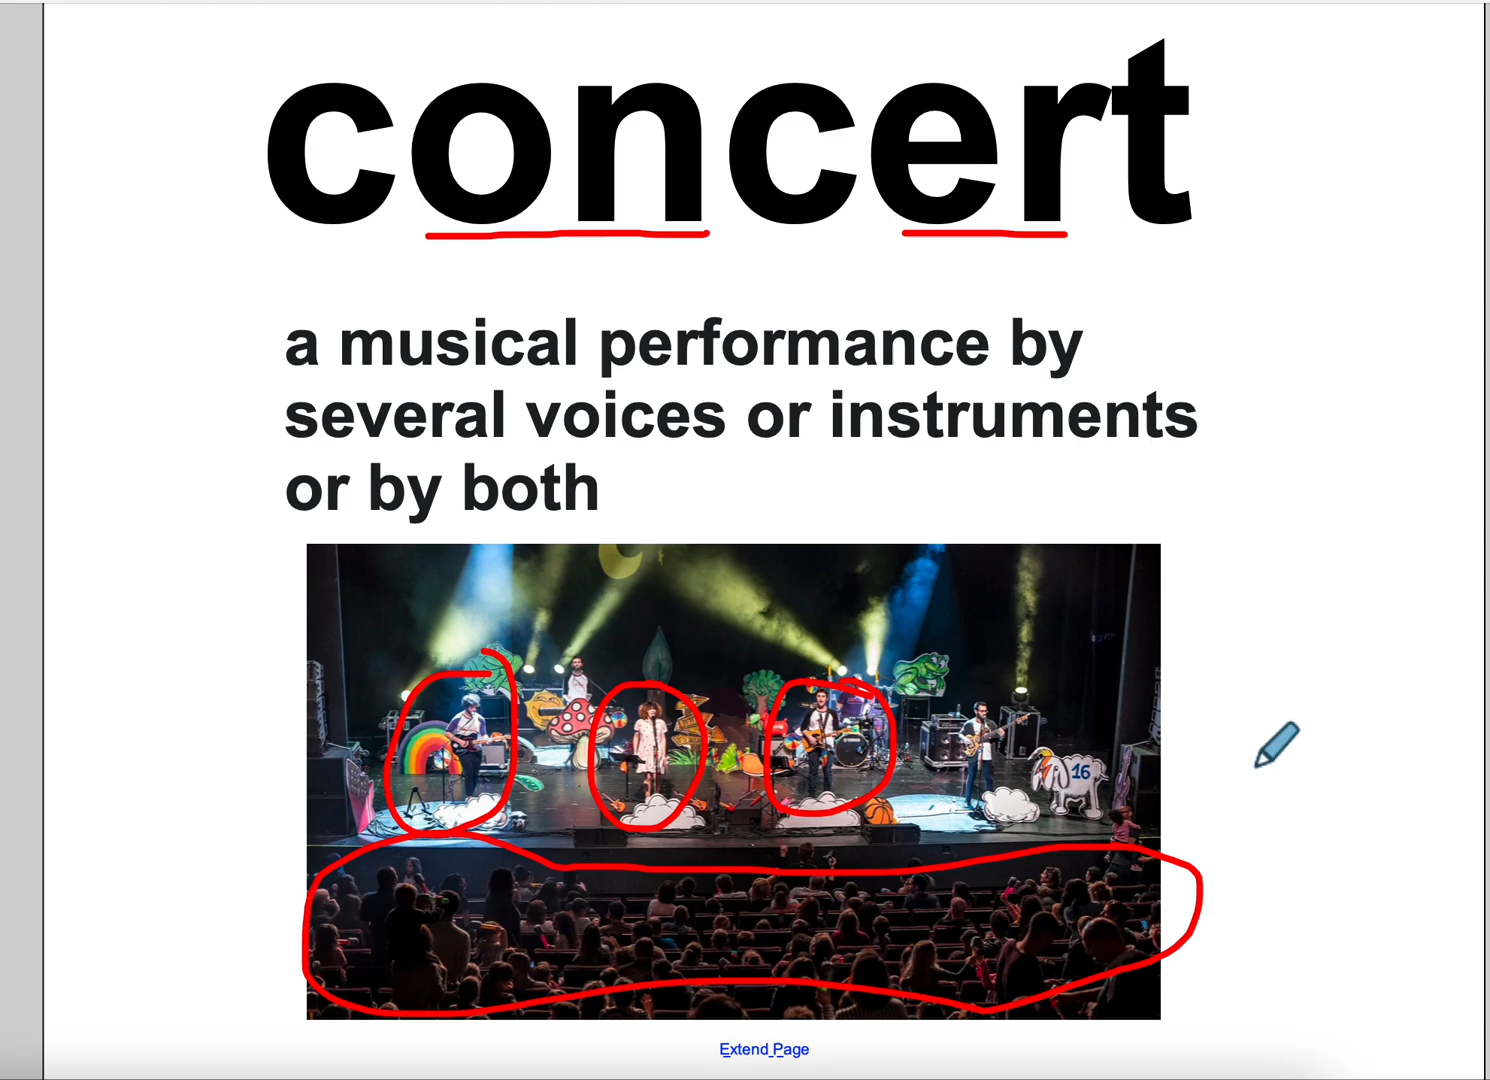 concert
a musical performance by
several voices or instruments
or by both
16
Extend Page